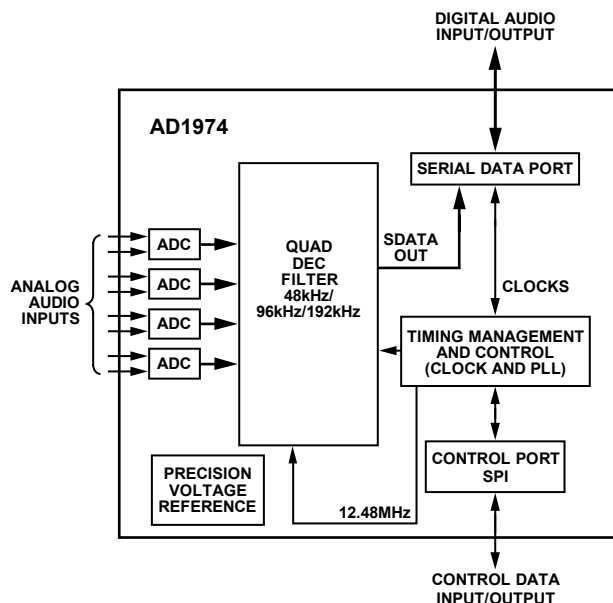 DIGITAL AUDIO
INPUT/OUTPUT
AD1974
SERIAL DATA PORT
ADC
ADC
ADC
ADC
QUAD
DEC
FILTER
48kHz/
96kHz/192kHz
SDATA
OUT
CLOCKS
ANALOG
AUDIO
INPUTS
TIMING MANAGEMENT
AND CONTROL
(CLOCK AND PLL)
PRECISION
VOLTAGE
REFERENCE
12.48MHz
CONTROL PORT
SPI
CONTROL DATA
INPUT/OUTPUT